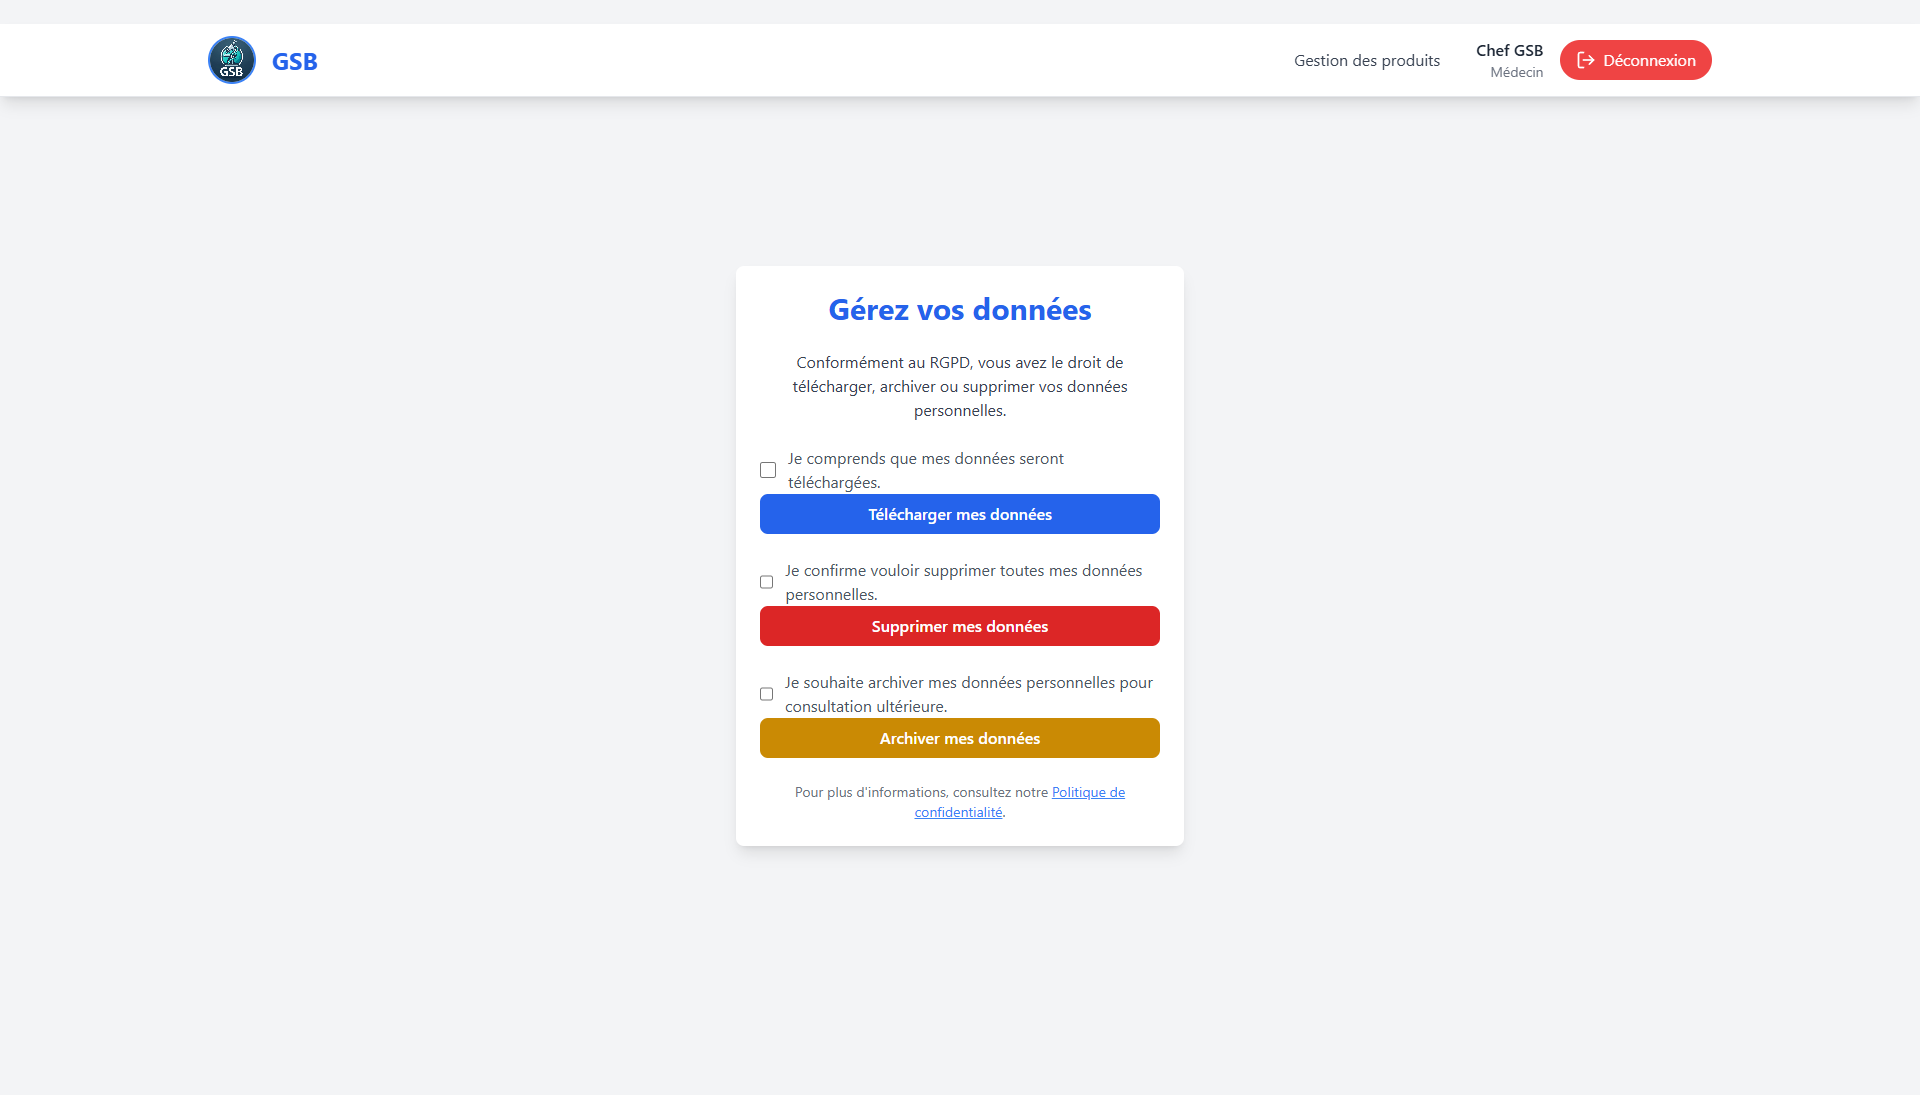 GSB
GSB
Gestion des produits
Chef GSB
Médecin
Déconnexion
Gérez vos données
Conformément au RGPD, vous avez le droit de
télécharger, archiver ou supprimer vos données
personnelles.
Je comprends que mes données seront
téléchargées.
Télécharger mes données
Je confirme vouloir supprimer toutes mes données
personnelles.
Supprimer mes données
Je souhaite archiver mes données personnelles pour
consultation ultérieure.
Archiver mes données
Pour plus d'informations, consultez notre Politique de
confidentialité.